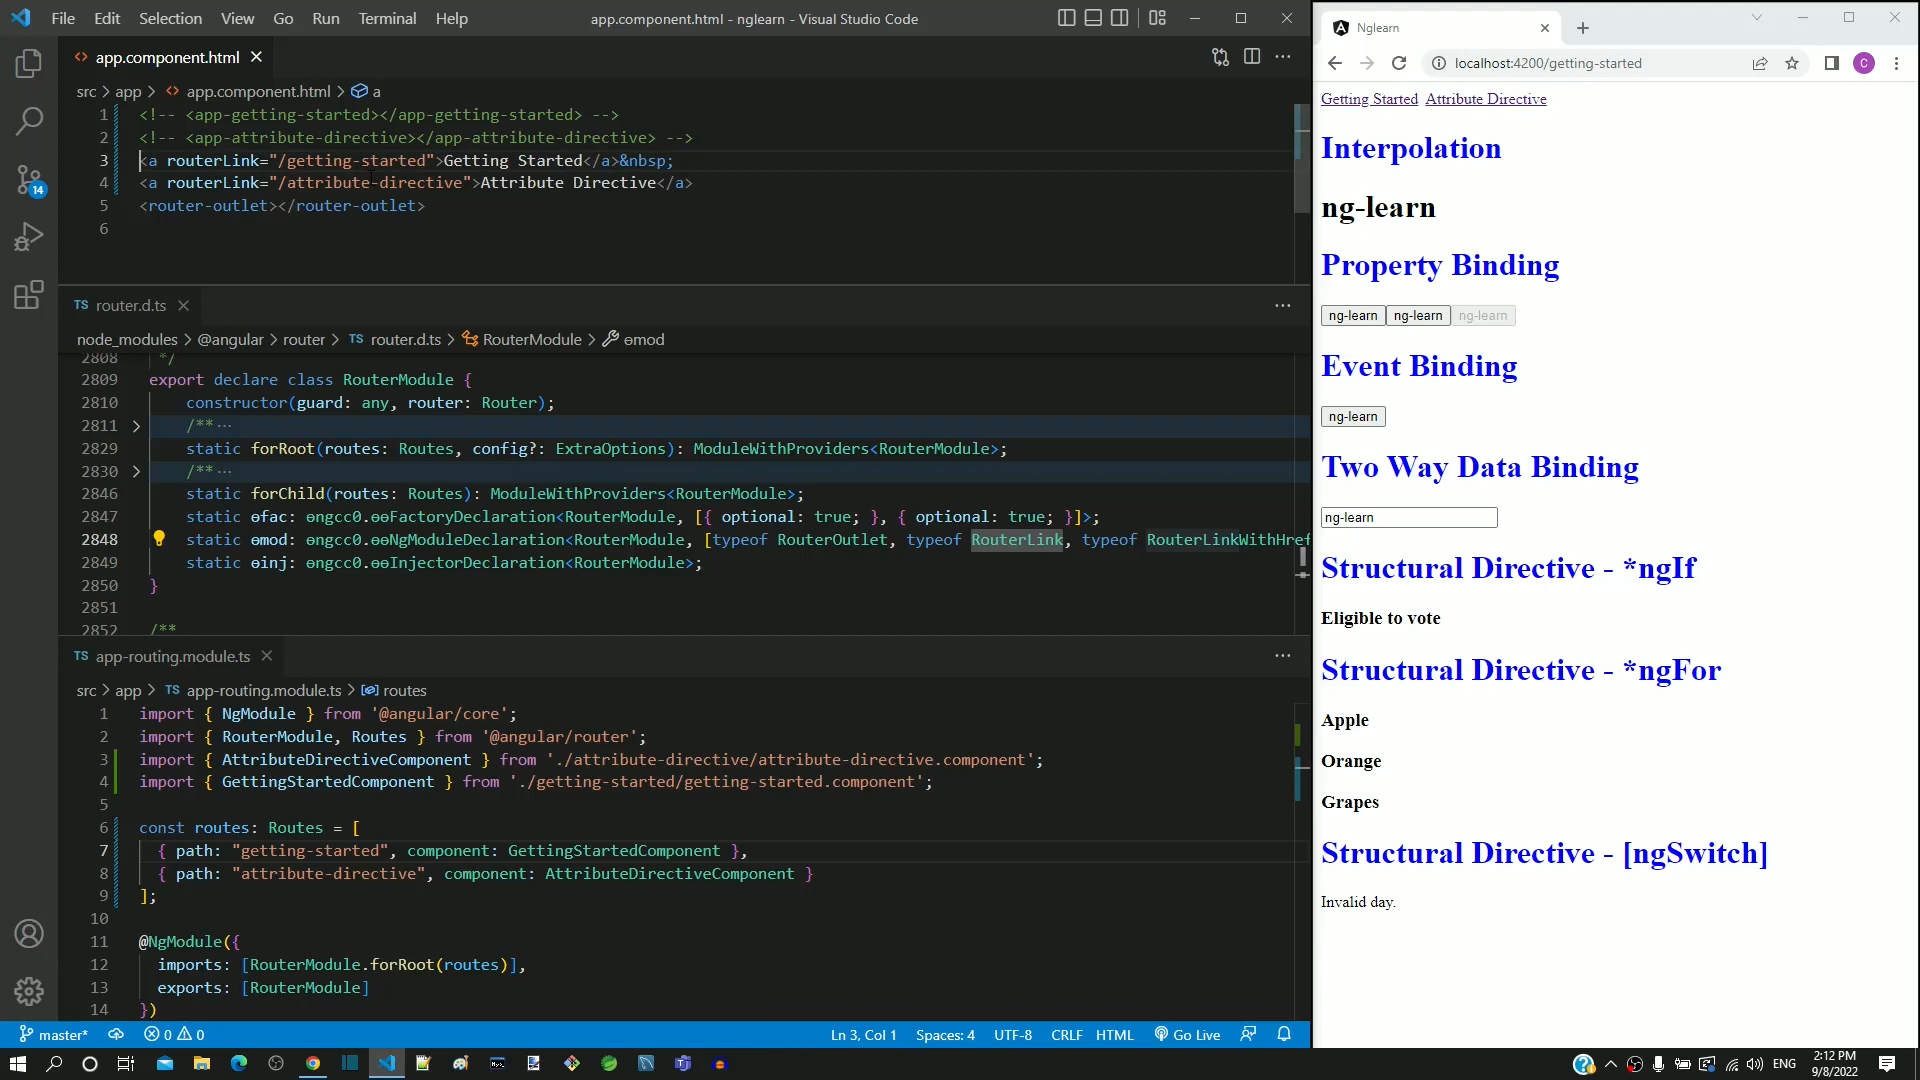 File Edit Selection View Go Run Terminal Help
app.component.html - nglearn - Visual Studio Code
app.component.html
src > app > app.component.html > a
1 <!-- <app-getting-started></app-getting-started> -->
2 <!-- <app-attribute-directive></app-attribute-directive> -->
3 <a routerLink="/getting-started">Getting Started</a>&nbsp;
4 <a routerLink="/attribute-directive">Attribute Directive</a>
5 <router-outlet></router-outlet>
6
14
TS router.d.ts
node_modules > @angular > router > TS router.d.ts > RouterModule > ɵmod
2808 */
2809 export declare class RouterModule {
2810 constructor(guard: any, router: Router);
2811 > /** ···
2829 static forRoot(routes: Routes, config?: ExtraOptions): ModuleWithProviders<RouterModule>;
2830 > /** ···
2846 static forChild(routes: Routes): ModuleWithProviders<RouterModule>;
2847 static ɵfac: ɵngcc0.ɵɵFactoryDeclaration<RouterModule, [{ optional: true; }, { optional: true; }]>;
2848 static ɵmod: ɵngcc0.ɵɵNgModuleDeclaration<RouterModule, [typeof RouterOutlet, typeof RouterLink, typeof RouterLinkWithHref
2849 static ɵinj: ɵngcc0.ɵɵInjectorDeclaration<RouterModule>;
2850 }
2851
2852 /**
TS app-routing.module.ts
src > app > TS app-routing.module.ts > routes
1 import { NgModule } from '@angular/core';
2 import { RouterModule, Routes } from '@angular/router';
3 import { AttributeDirectiveComponent } from './attribute-directive/attribute-directive.component';
4 import { GettingStartedComponent } from './getting-started/getting-started.component';
5
6 const routes: Routes = [
7 { path: "getting-started", component: GettingStartedComponent },
8 { path: "attribute-directive", component: AttributeDirectiveComponent }
9 ];
10
11 @NgModule({
12 imports: [RouterModule.forRoot(routes)],
13 exports: [RouterModule]
14 })
master* 0 0 Ln 3, Col 1 Spaces: 4 UTF-8 CRLF HTML Go Live
Nglearn
localhost:4200/getting-started
C
Getting Started Attribute Directive
Interpolation
ng-learn
Property Binding
ng-learn ng-learn ng-learn
Event Binding
ng-learn
Two Way Data Binding
ng-learn
Structural Directive - *ngIf
Eligible to vote
Structural Directive - *ngFor
Apple
Orange
Grapes
Structural Directive - [ngSwitch]
Invalid day.
ENG
2:12 PM
9/8/2022